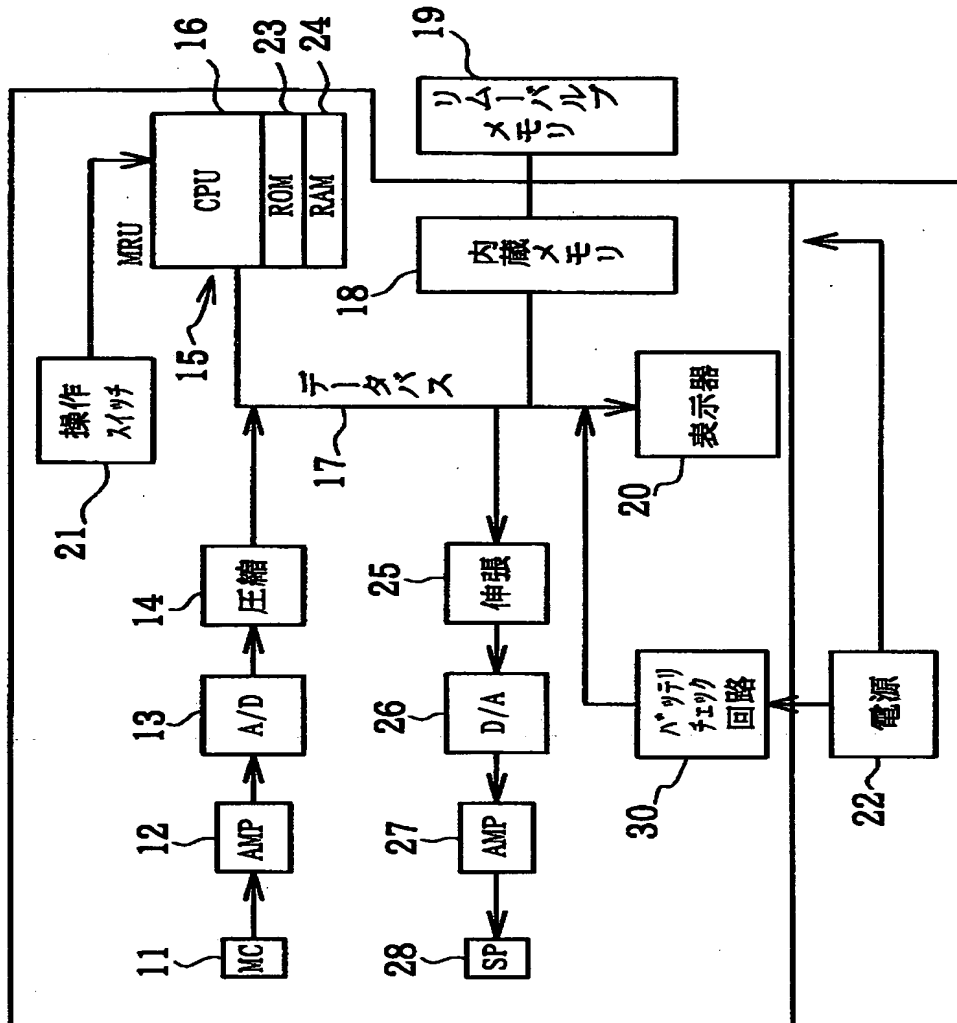 11
MC
12
AMP
13
A/D
14
圧縮
21
操作
スイッチ
MRU
15
CPU
16
ROM
23
RAM
24
データバス
17
18
内蔵メモリ
19
リムーバルブ
メモリ
28
SP
27
AMP
26
D/A
25
伸張
20
表示器
30
バッテリ
チェック
回路
22
電源